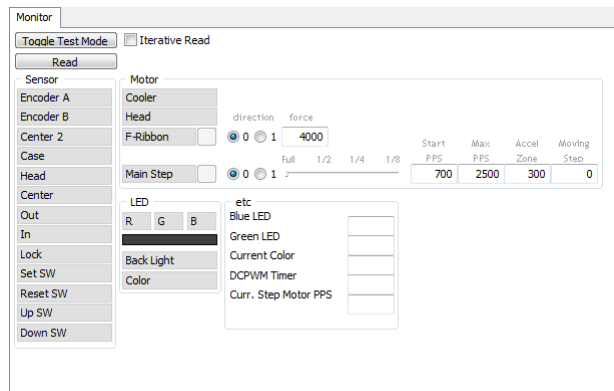 Monitor
Toggle Test Mode
Iterative Read
Read
Sensor
Encoder A
Encoder B
Center 2
Case
Head
Center
Out
In
Lock
Set SW
Reset SW
Up SW
Down SW
Motor
Cooler
Head
direction force
F-Ribbon 0 1 4000
Full 1/2 1/4 1/8
Start PPS
Max PPS
Accel Zone
Moving Step
Main Step 0 1 700 2500 300 0
LED
R G B
Back Light
Color
etc
Blue LED
Green LED
Current Color
DCPWM Timer
Curr. Step Motor PPS